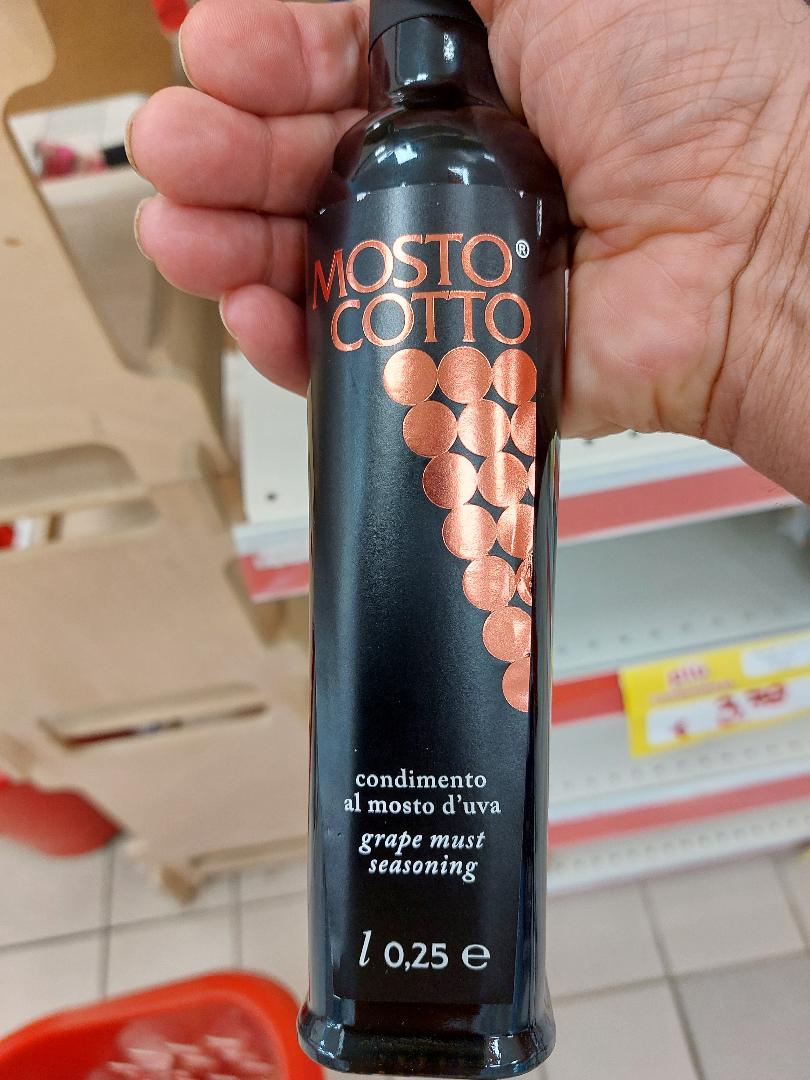 MOSTO®
COTTO
condimento
al mosto d'uva
grape must
seasoning
l 0,25 e